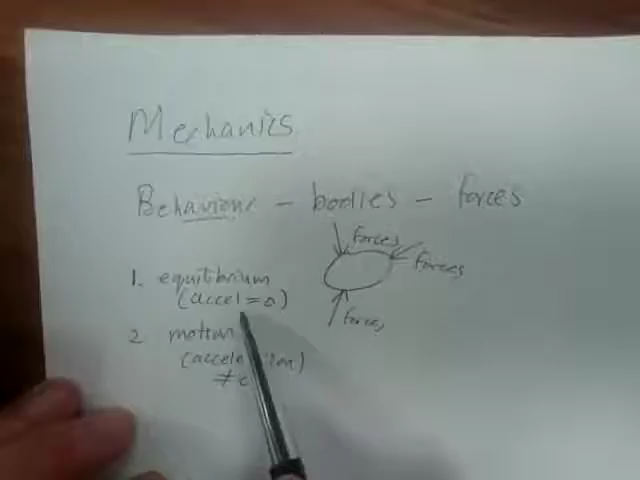 Mechanics
Behaviour - bodies - forces
forces
forces
1. equilibrium
(accel = 0)
forces
2 motion
≠